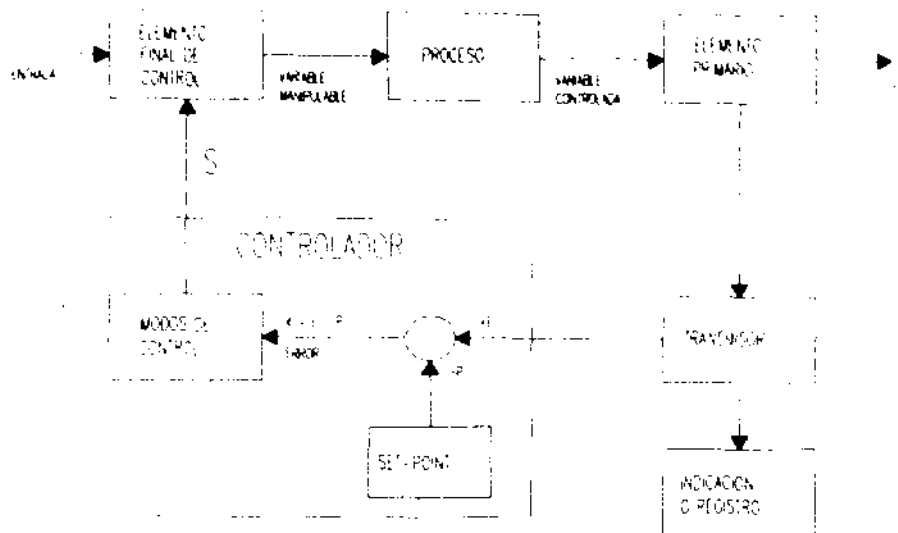 ELEMENTO
FINAL DE
CONTROL
PROCESO
ELEMENTO
PRIMARIO
ENTRADA
VARIABLE
MANIPULABLE
VARIABLE
CONTROLADA
S
CONTROLADOR
MODOS DE
CONTROL
ERROR
TRANSMISOR
SET-POINT
INDICACION
O REGISTRO